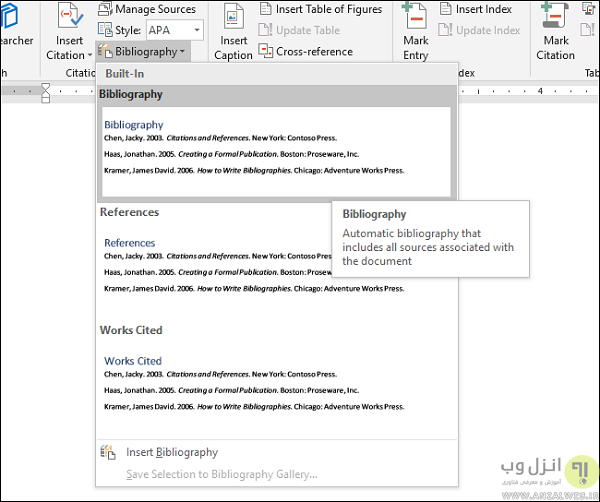 Manage Sources
Insert Table of Figures
Insert Index
searcher
Insert
Citation
Style: APA
Insert
Caption
Update Table
Mark
Entry
Update Index
Mark
Citation
Bibliography
Cross-reference
Built-In
Bibliography
Bibliography
Chen, Jacky. 2003. Citations and References. New York: Contoso Press.
Haas, Jonathan. 2005. Creating a Formal Publication. Boston: Proseware, Inc.
Kramer, James David. 2006. How to Write Bibliographies. Chicago: Adventure Works Press.
4
Bibliography
Automatic bibliography that
includes all sources associated with
the document
References
References
Chen, Jacky. 2003. Citations and References. New York: Contoso Press.
Haas, Jonathan. 2005. Creating a Formal Publication. Boston: Proseware, Inc.
Kramer, James David. 2006. How to Write Bibliographies. Chicago: Adventure Works Press.
Works Cited
Works Cited
Chen, Jacky. 2003. Citations and References. New York: Contoso Press.
Haas, Jonathan. 2005. Creating a Formal Publication. Boston: Proseware, Inc.
Kramer, James David. 2006. How to Write Bibliographies. Chicago: Adventure Works Press.
Insert Bibliography
Save Selection to Bibliography Gallery...
انزل وب
آموزش و معرفی فناوری
WWW.ANZALWEB.IR